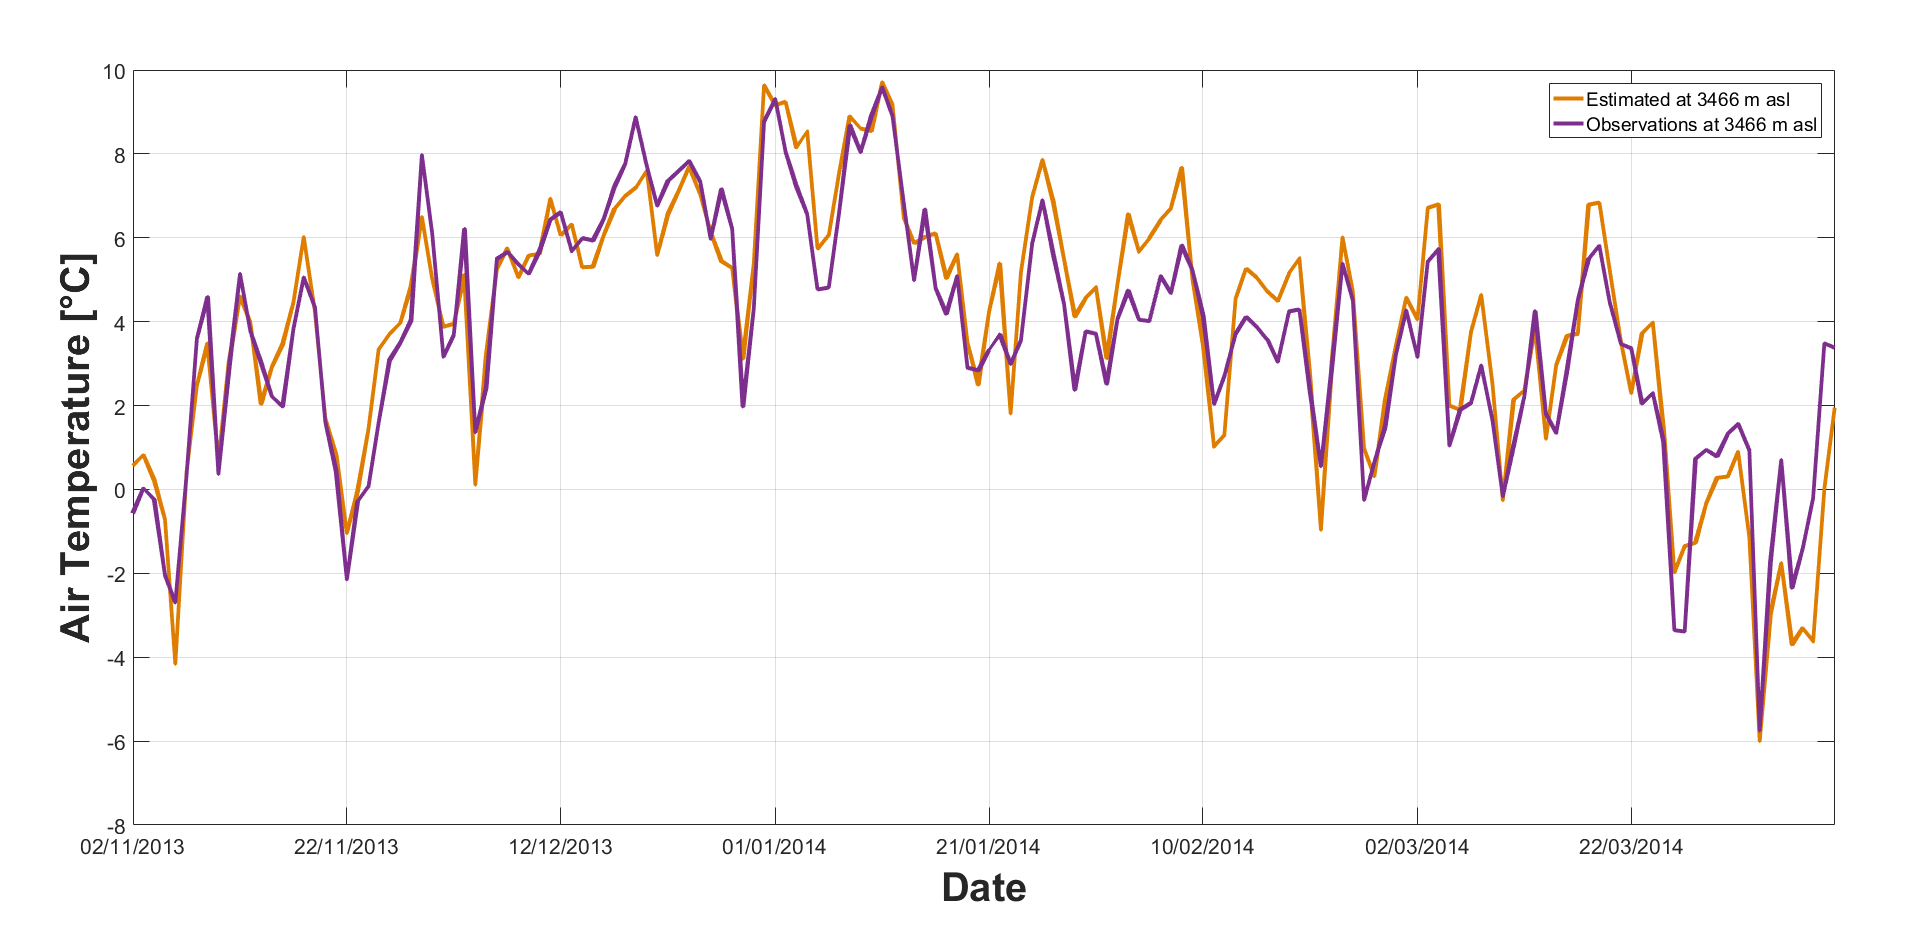 Air Temperature [°C]
10
8
6
4
2
0
-2
-4
-6
-8
Estimated at 3466 m asl
Observations at 3466 m asl
02/11/2013 22/11/2013 12/12/2013 01/01/2014 21/01/2014 10/02/2014 02/03/2014 22/03/2014
Date